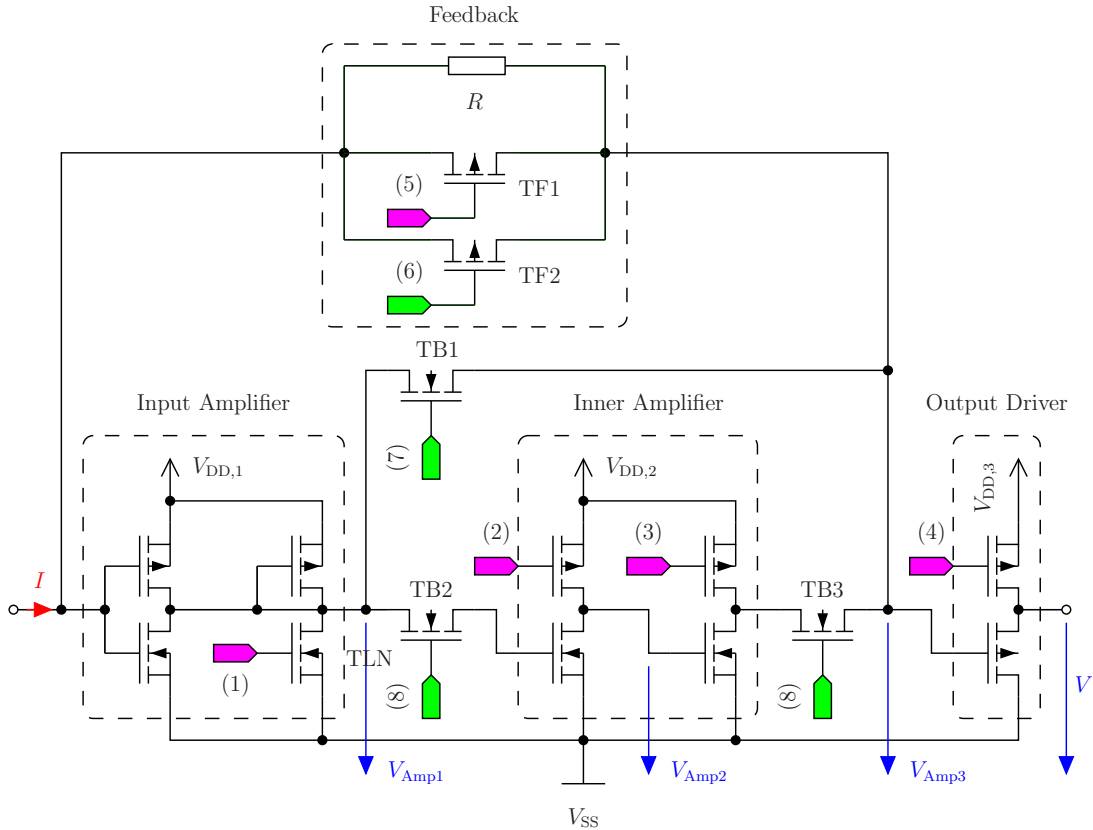 Feedback
R
(5)
TF1
(6)
TF2
TB1
Input Amplifier
Inner Amplifier
Output Driver
(7)
V_DD,1
V_DD,2
V_DD,3
(2)
(3)
(4)
I
TB2
TB3
(1)
TLN
(8)
(8)
V
V_Amp1
V_Amp2
V_Amp3
V_SS